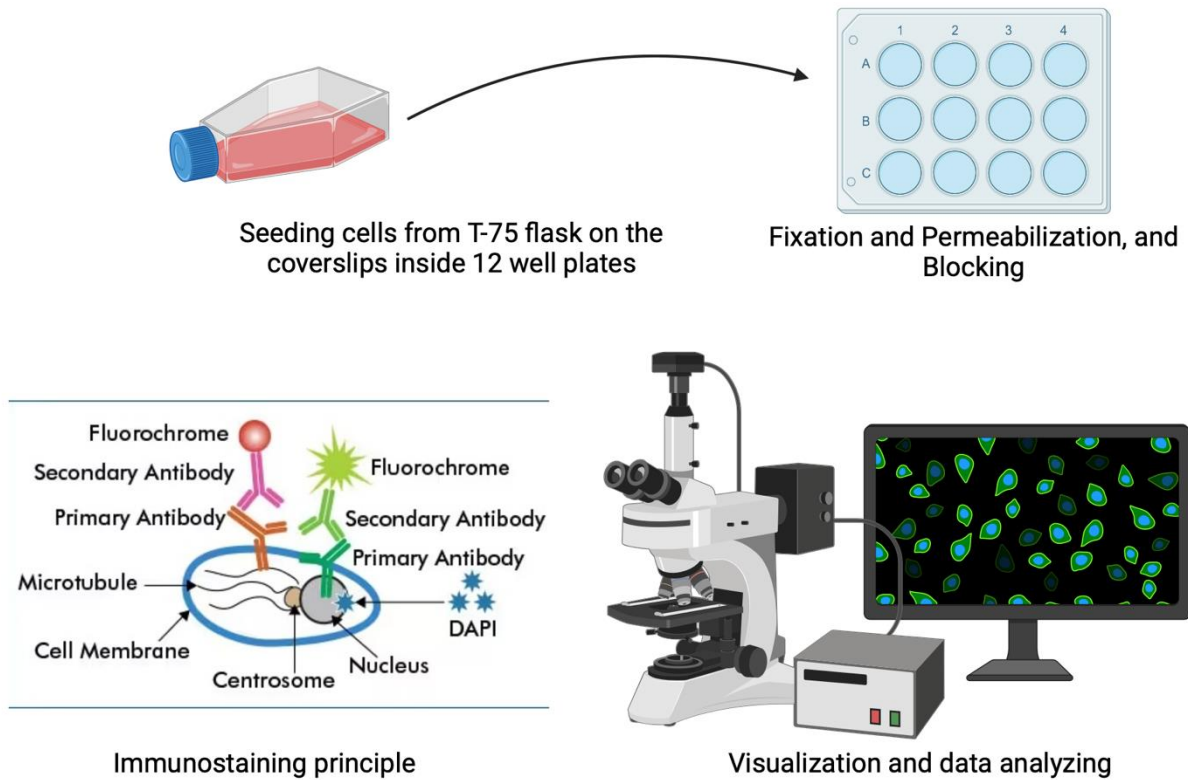 1 2 3 4
A
B
C
Seeding cells from T-75 flask on the
coverslips inside 12 well plates
Fixation and Permeabilization, and
Blocking
Fluorochrome
Secondary Antibody
Primary Antibody
Microtubule
Cell Membrane
Centrosome
Nucleus
Fluorochrome
Secondary Antibody
Primary Antibody
DAPI
Immunostaining principle
Visualization and data analyzing